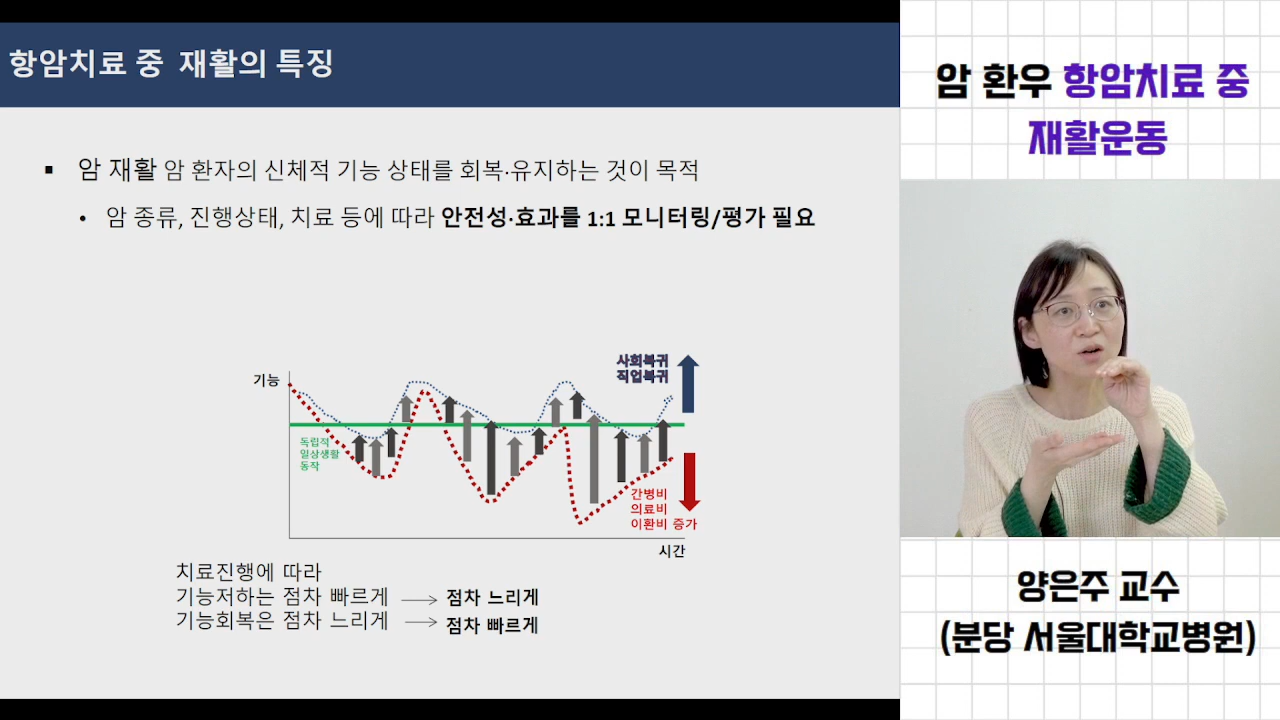 항암치료 중 재활의 특징
▪ 암 재활 암 환자의 신체적 기능 상태를 회복·유지하는 것이 목적
• 암 종류, 진행상태, 치료 등에 따라 안전성·효과를 1:1 모니터링/평가 필요
기능
독립적
일상생활
동작
사회복귀
직업복귀
간병비
의료비
이환비 증가
시간
치료진행에 따라
기능저하는 점차 빠르게 → 점차 느리게
기능회복은 점차 느리게 → 점차 빠르게
암 환우 항암치료 중
재활운동
양은주 교수
(분당 서울대학교병원)